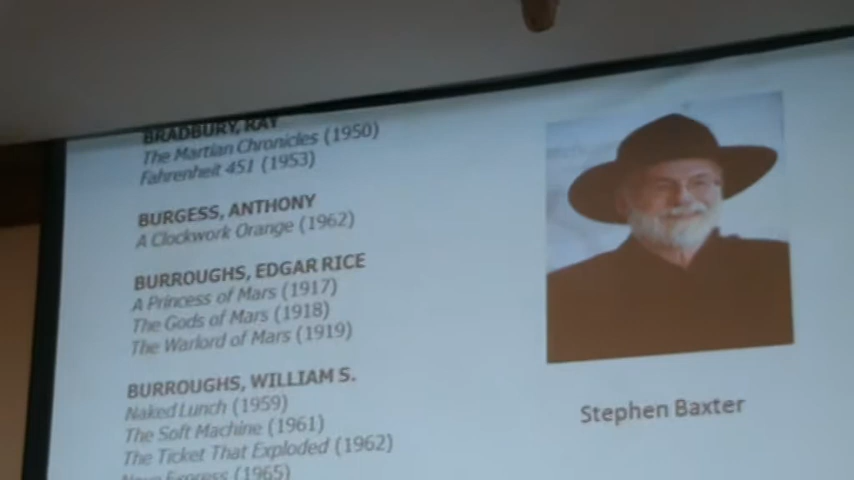 BRADBURY, RAY
The Martian Chronicles (1950)
Fahrenheit 451 (1953)
BURGESS, ANTHONY
A Clockwork Orange (1962)
BURROUGHS, EDGAR RICE
A Princess of Mars (1917)
The Gods of Mars (1918)
The Warlord of Mars (1919)
BURROUGHS, WILLIAM S.
Naked Lunch (1959)
The Soft Machine (1961)
The Ticket That Exploded (1962)
Nova Express (1965)
Stephen Baxter